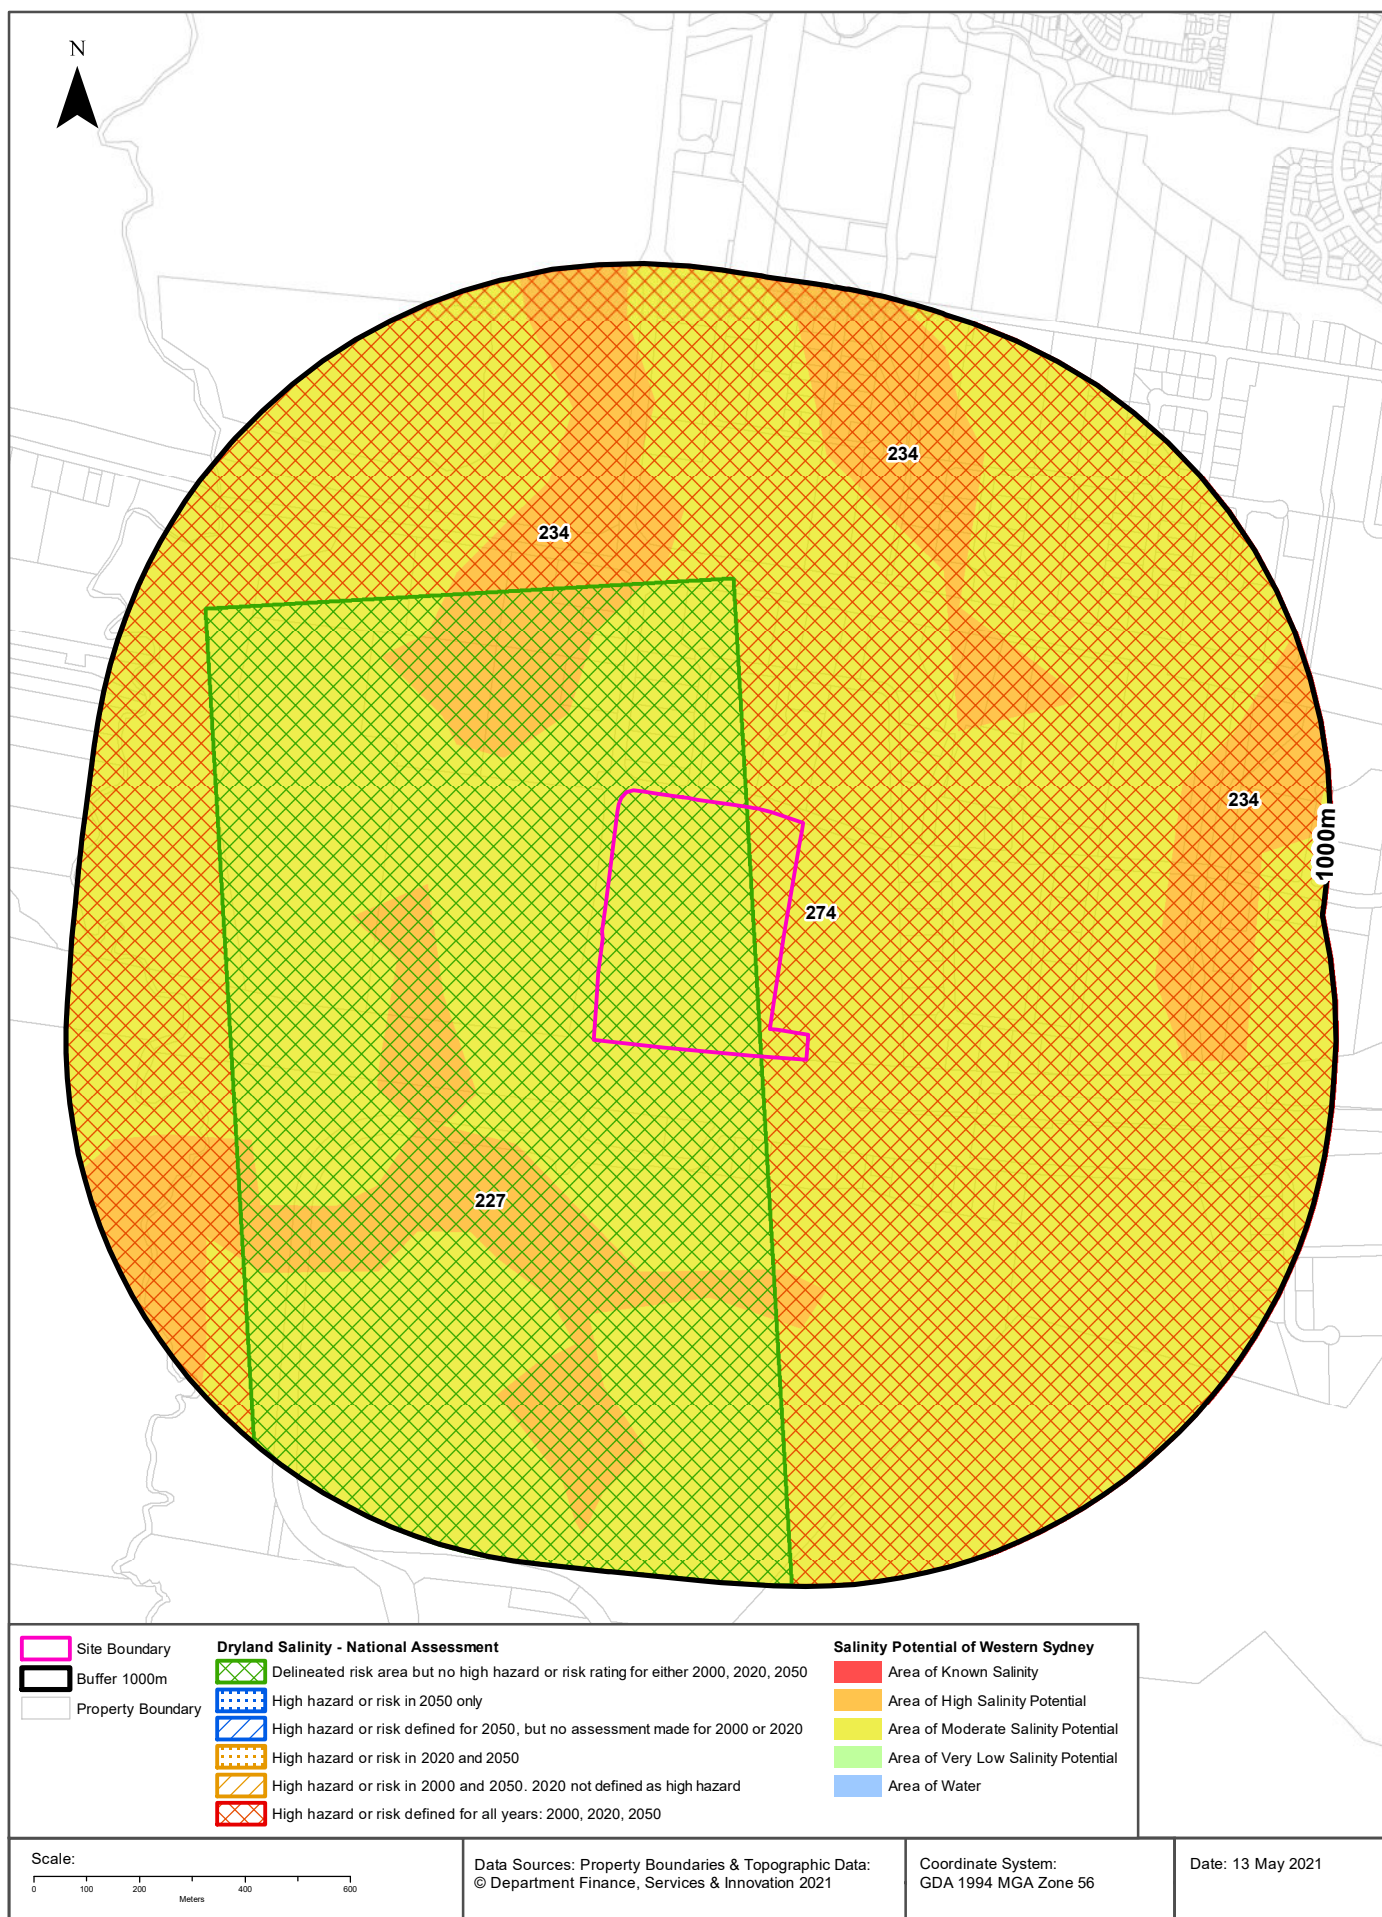 N
234
234
234
1000m
274
227
Site Boundary
Buffer 1000m
Property Boundary
Dryland Salinity - National Assessment
Delineated risk area but no high hazard or risk rating for either 2000, 2020, 2050
High hazard or risk in 2050 only
High hazard or risk defined for 2050, but no assessment made for 2000 or 2020
High hazard or risk in 2020 and 2050
High hazard or risk in 2000 and 2050. 2020 not defined as high hazard
High hazard or risk defined for all years: 2000, 2020, 2050
Salinity Potential of Western Sydney
Area of Known Salinity
Area of High Salinity Potential
Area of Moderate Salinity Potential
Area of Very Low Salinity Potential
Area of Water
Scale:
0 100 200 400 600
Meters
Data Sources: Property Boundaries & Topographic Data:
© Department Finance, Services & Innovation 2021
Coordinate System:
GDA 1994 MGA Zone 56
Date: 13 May 2021